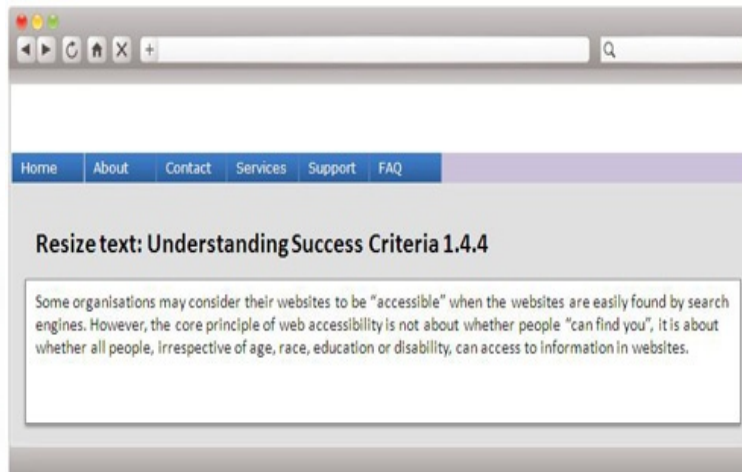 Home About Contact Services Support FAQ
Resize text: Understanding Success Criteria 1.4.4
Some organisations may consider their websites to be “accessible” when the websites are easily found by search
engines. However, the core principle of web accessibility is not about whether people “can find you”, it is about
whether all people, irrespective of age, race, education or disability, can access to information in websites.